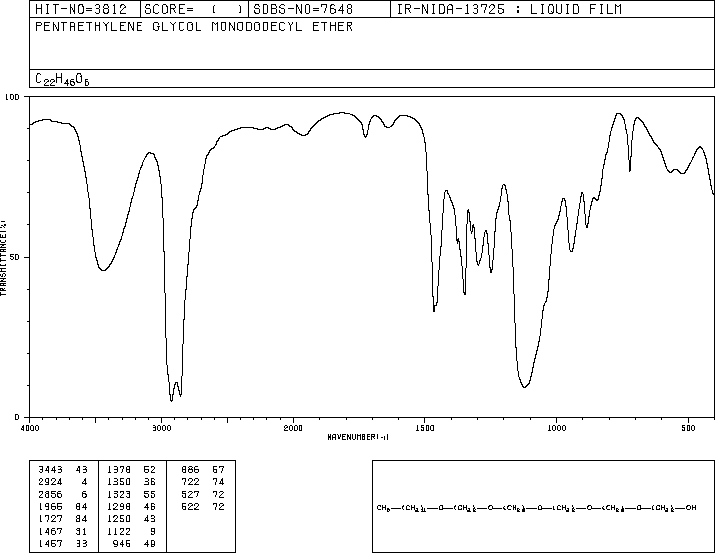 HIT-NO=3812 SCORE= ( ) SDBS-NO=7648 IR-NIDA-13725 : LIQUID FILM
PENTAETHYLENE GLYCOL MONODODECYL ETHER
C22H46O6
100
50
0
TRANSMITTANCE(%)
4000 3000 2000 1500 1000 500
WAVENUMBER(-1)
3443 43 1378 52 886 57
2924 4 1350 36 722 74
2856 6 1323 55 527 72
1966 84 1298 46 522 72
1727 84 1250 43
1467 31 1122 9
1457 33 946 49